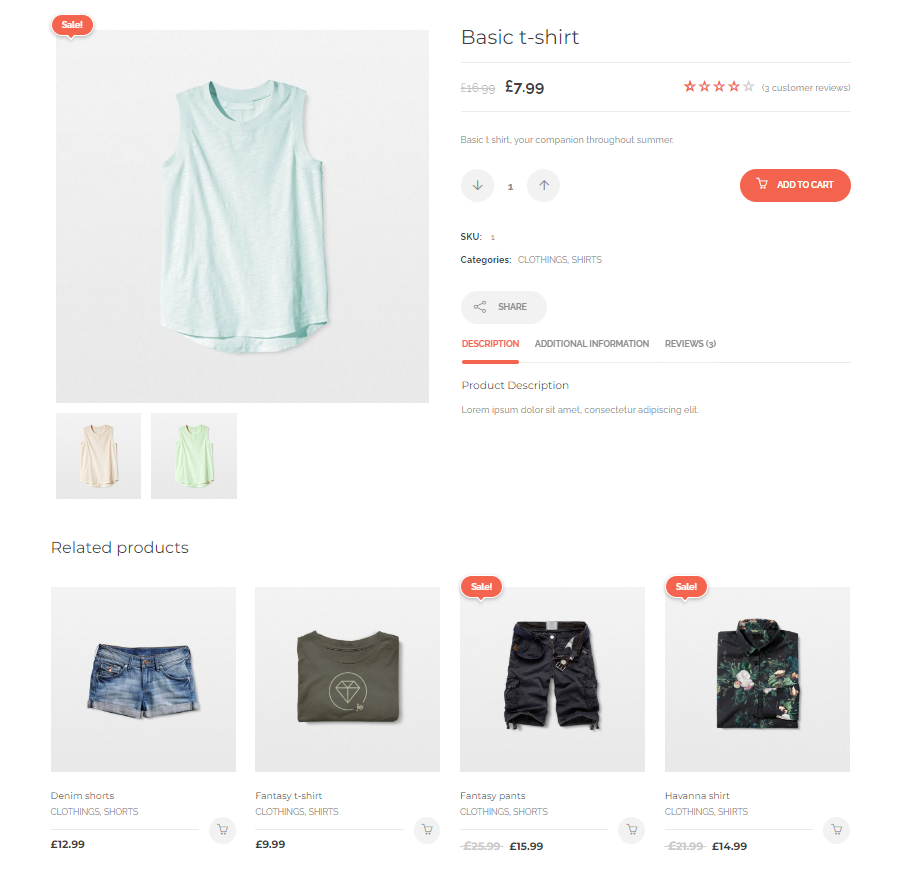 Sale!
Basic t-shirt
£16.99 £7.99 (3 customer reviews)
Basic t shirt, your companion throughout summer.
1 ADD TO CART
SKU: 1
Categories: CLOTHINGS, SHIRTS
SHARE
DESCRIPTION ADDITIONAL INFORMATION REVIEWS (3)
Product Description
Lorem ipsum dolor sit amet, consectetur adipiscing elit.
Related products
Sale! Sale!
je
Denim shorts Fantasy t-shirt Fantasy pants Havanna shirt
CLOTHINGS, SHORTS CLOTHINGS, SHIRTS CLOTHINGS, SHORTS CLOTHINGS, SHIRTS
£12.99 £9.99 £25.99 £15.99 £21.99 £14.99